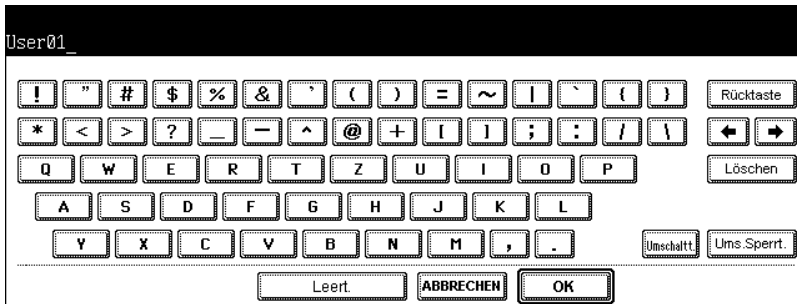 User01_
! " # $ % & ' ( ) = ~ | ` { } Rücktaste
* < > ? _ - ^ @ + [ ] ; : / \ ← →
Q W E R T Z U I O P Löschen
A S D F G H J K L
Y X C V B N M , . Umschaltt. Ums.Sperrt.
Leert. ABBRECHEN OK